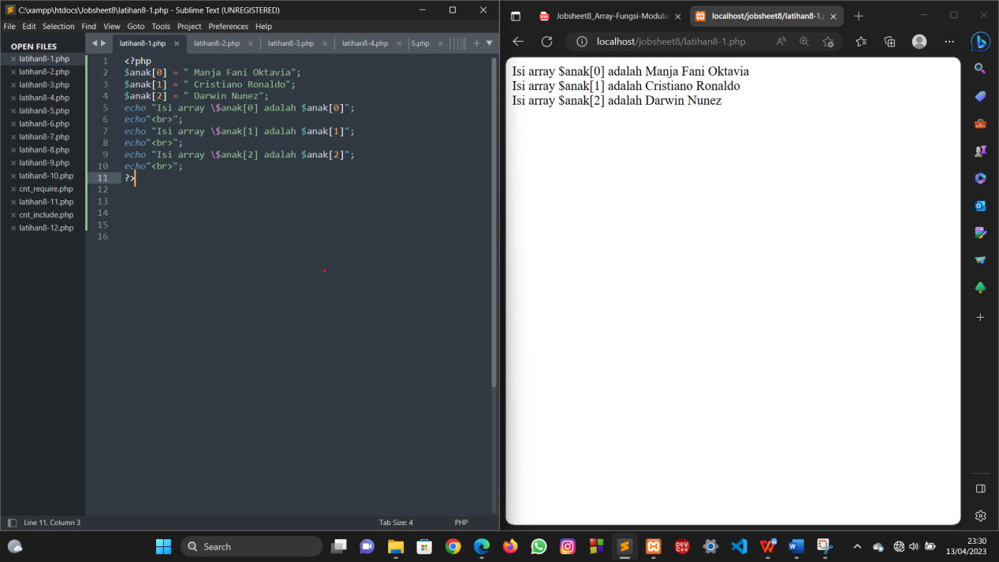 C:\xampp\htdocs\Jobsheet8\latihan8-1.php - Sublime Text (UNREGISTERED)
File Edit Selection Find View Goto Tools Project Preferences Help
OPEN FILES
latihan8-1.php
latihan8-2.php
latihan8-3.php
latihan8-4.php
latihan8-5.php
latihan8-6.php
latihan8-7.php
latihan8-8.php
latihan8-9.php
latihan8-10.php
cnt_require.php
latihan8-11.php
cnt_include.php
latihan8-12.php
latihan8-1.php latihan8-2.php latihan8-3.php latihan8-4.php -5.php
1 <?php
2 $anak[0] = " Manja Fani Oktavia";
3 $anak[1] = " Cristiano Ronaldo";
4 $anak[2] = " Darwin Nunez";
5 echo "Isi array \$anak[0] adalah $anak[0]";
6 echo"<br>";
7 echo "Isi array \$anak[1] adalah $anak[1]";
8 echo"<br>";
9 echo "Isi array \$anak[2] adalah $anak[2]";
10 echo"<br>";
11 ?>
12
13
14
15
16
Line 11, Column 3 Tab Size: 4 PHP
Jobsheet8_Array-Fungsi-Modula localhost/jobsheet8/latihan8-1.p
localhost/jobsheet8/latihan8-1.php
Isi array $anak[0] adalah Manja Fani Oktavia
Isi array $anak[1] adalah Cristiano Ronaldo
Isi array $anak[2] adalah Darwin Nunez
Search
23:30
13/04/2023